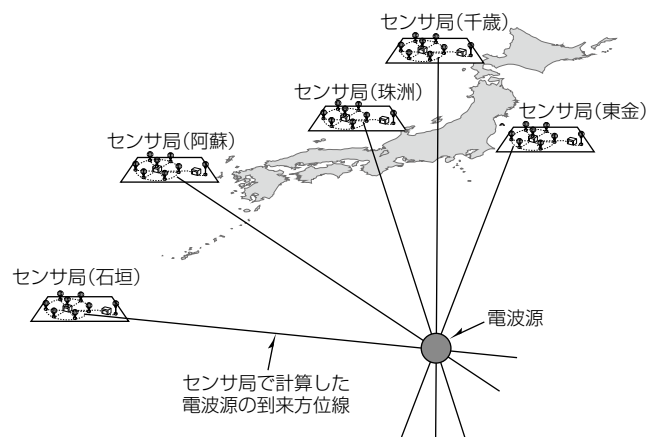 センサ局(千歳)
センサ局(珠洲)
センサ局(東金)
センサ局(阿蘇)
センサ局(石垣)
電波源
センサ局で計算した
電波源の到来方位線